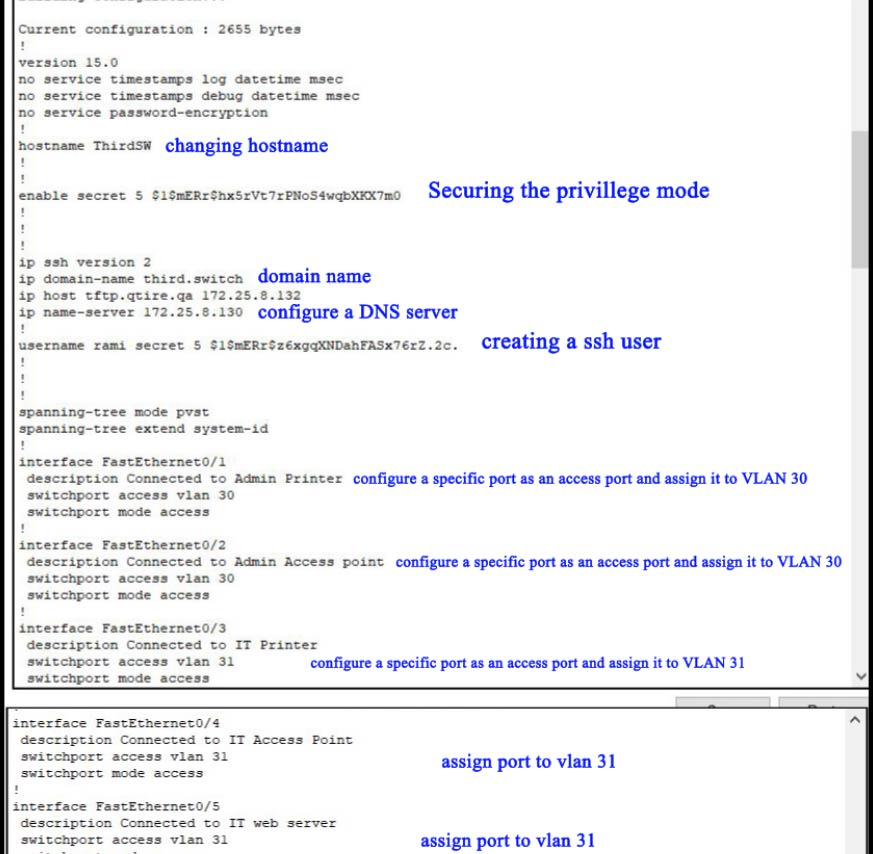 Current configuration : 2655 bytes
!
version 15.0
no service timestamps log datetime msec
no service timestamps debug datetime msec
no service password-encryption
!
hostname ThirdSW changing hostname
!
!
enable secret 5 $1$mERr$hx5rVt7rPNoS4wqbXKX7m0 Securing the privillege mode
!
!
!
ip ssh version 2
ip domain-name third.switch domain name
ip host tftp.qtire.qa 172.25.8.132
ip name-server 172.25.8.130 configure a DNS server
!
username rami secret 5 $1$mERr$z6xgqXNDahFASx76rZ.2c. creating a ssh user
!
!
!
spanning-tree mode pvst
spanning-tree extend system-id
!
interface FastEthernet0/1
description Connected to Admin Printer configure a specific port as an access port and assign it to VLAN 30
switchport access vlan 30
switchport mode access
!
interface FastEthernet0/2
description Connected to Admin Access point configure a specific port as an access port and assign it to VLAN 30
switchport access vlan 30
switchport mode access
!
interface FastEthernet0/3
description Connected to IT Printer
switchport access vlan 31 configure a specific port as an access port and assign it to VLAN 31
switchport mode access
interface FastEthernet0/4
description Connected to IT Access Point
switchport access vlan 31 assign port to vlan 31
switchport mode access
!
interface FastEthernet0/5
description Connected to IT web server
switchport access vlan 31 assign port to vlan 31